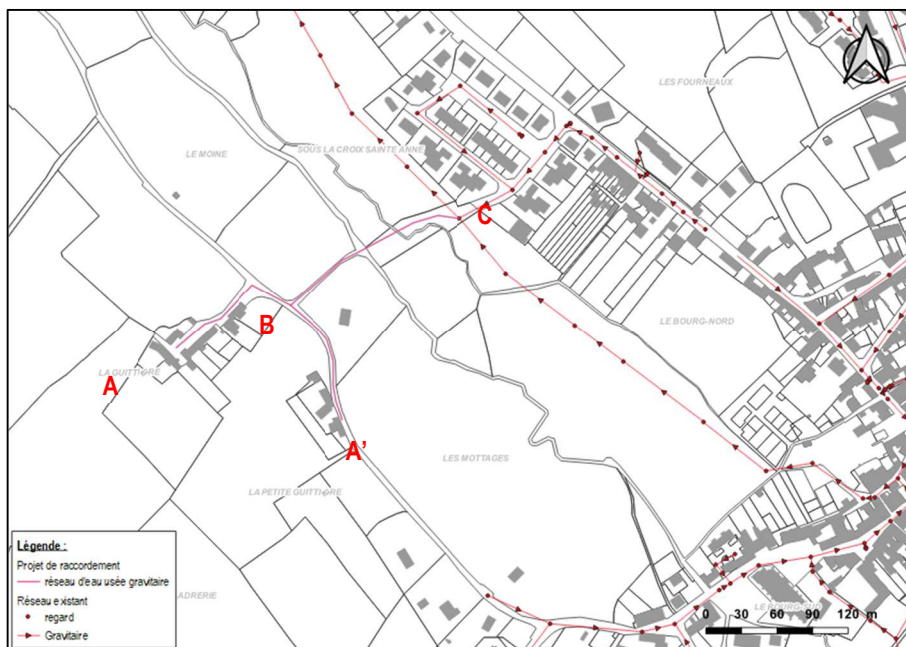 LES FOURNEAUX
LE MOINE
SOUS LA CROIX SAINTE ANNE
C
B
LE BOURG-NORD
LA GUITTIÈRE
A
A'
LES MOTTAGES
LA PETITE GUITTIÈRE
Légende :
Projet de raccordement
réseau d'eau usée gravitaire
Réseau existant
regard
Gravitaire
ADRERIE
LE BOURG-SUD
0 30 60 90 120 m